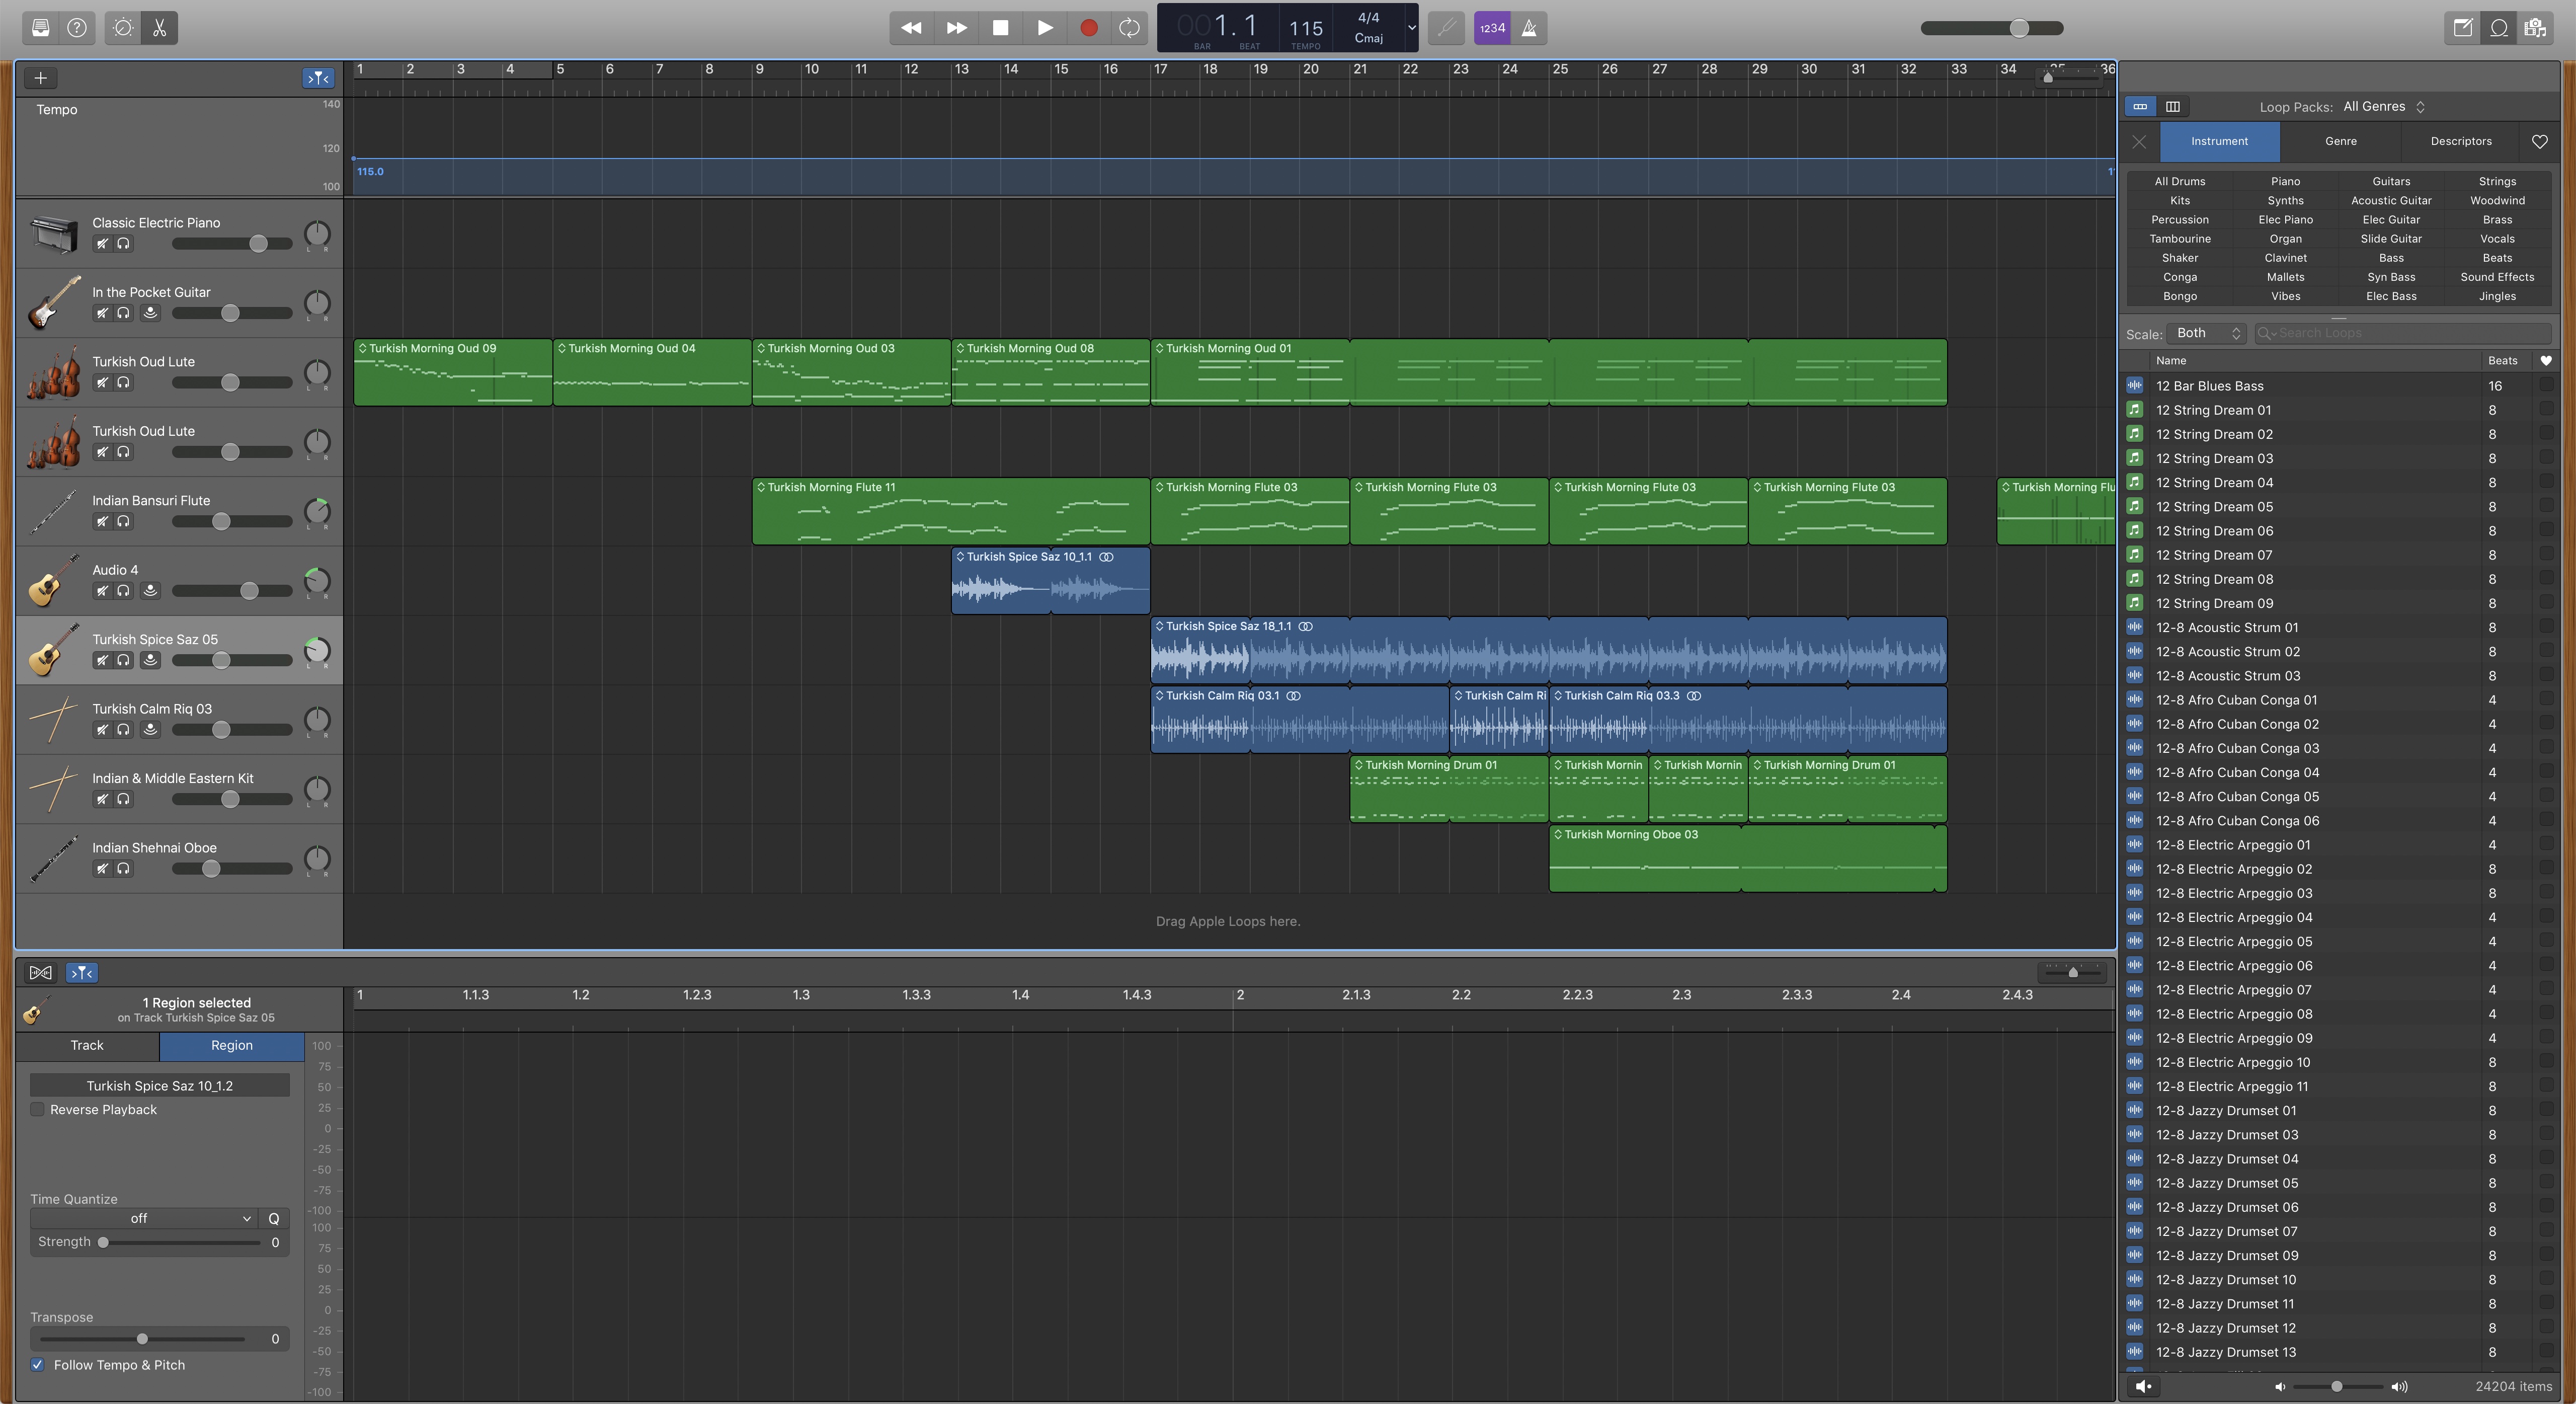 001.1 115 4/4
Cmaj
BAR BEAT TEMPO
1234
1 2 3 4 5 6 7 8 9 10 11 12 13 14 15 16 17 18 19 20 21 22 23 24 25 26 27 28 29 30 31 32 33 34 35 36
Tempo
140
120
100
115.0
Classic Electric Piano
L R
In the Pocket Guitar
L R
Turkish Oud Lute
L R
Turkish Morning Oud 09 Turkish Morning Oud 04 Turkish Morning Oud 03 Turkish Morning Oud 08 Turkish Morning Oud 01
Turkish Oud Lute
L R
Indian Bansuri Flute
L R
Turkish Morning Flute 11 Turkish Morning Flute 03 Turkish Morning Flute 03 Turkish Morning Flute 03 Turkish Morning Flute 03 Turkish Morning Flu
Audio 4
L R
Turkish Spice Saz 10_1.1
Turkish Spice Saz 05
L R
Turkish Spice Saz 18_1.1
Turkish Calm Riq 03
L R
Turkish Calm Riq 03.1 Turkish Calm Ri Turkish Calm Riq 03.3
Indian & Middle Eastern Kit
L R
Turkish Morning Drum 01 Turkish Mornin Turkish Mornin Turkish Morning Drum 01
Indian Shehnai Oboe
L R
Turkish Morning Oboe 03
Drag Apple Loops here.
1 Region selected
on Track Turkish Spice Saz 05
1 1.1.3 1.2 1.2.3 1.3 1.3.3 1.4 1.4.3 2 2.1.3 2.2 2.2.3 2.3 2.3.3 2.4 2.4.3
Track Region
Turkish Spice Saz 10_1.2
Reverse Playback
Time Quantize
off Q
Strength 0
Transpose
0
Follow Tempo & Pitch
100
75
50
25
0
-25
-50
-75
-100
100
75
50
25
0
-25
-50
-75
-100
Loop Packs: All Genres
Instrument Genre Descriptors
All Drums Piano Guitars Strings
Kits Synths Acoustic Guitar Woodwind
Percussion Elec Piano Elec Guitar Brass
Tambourine Organ Slide Guitar Vocals
Shaker Clavinet Bass Beats
Conga Mallets Syn Bass Sound Effects
Bongo Vibes Elec Bass Jingles
Scale: Both Search Loops
Name Beats
12 Bar Blues Bass 16
12 String Dream 01 8
12 String Dream 02 8
12 String Dream 03 8
12 String Dream 04 8
12 String Dream 05 8
12 String Dream 06 8
12 String Dream 07 8
12 String Dream 08 8
12 String Dream 09 8
12-8 Acoustic Strum 01 8
12-8 Acoustic Strum 02 8
12-8 Acoustic Strum 03 8
12-8 Afro Cuban Conga 01 4
12-8 Afro Cuban Conga 02 4
12-8 Afro Cuban Conga 03 4
12-8 Afro Cuban Conga 04 4
12-8 Afro Cuban Conga 05 4
12-8 Afro Cuban Conga 06 4
12-8 Electric Arpeggio 01 4
12-8 Electric Arpeggio 02 8
12-8 Electric Arpeggio 03 8
12-8 Electric Arpeggio 04 4
12-8 Electric Arpeggio 05 4
12-8 Electric Arpeggio 06 4
12-8 Electric Arpeggio 07 4
12-8 Electric Arpeggio 08 4
12-8 Electric Arpeggio 09 4
12-8 Electric Arpeggio 10 8
12-8 Electric Arpeggio 11 8
12-8 Jazzy Drumset 01 8
12-8 Jazzy Drumset 03 8
12-8 Jazzy Drumset 04 8
12-8 Jazzy Drumset 05 8
12-8 Jazzy Drumset 06 8
12-8 Jazzy Drumset 07 8
12-8 Jazzy Drumset 09 8
12-8 Jazzy Drumset 10 8
12-8 Jazzy Drumset 11 8
12-8 Jazzy Drumset 12 8
12-8 Jazzy Drumset 13 8
24204 items